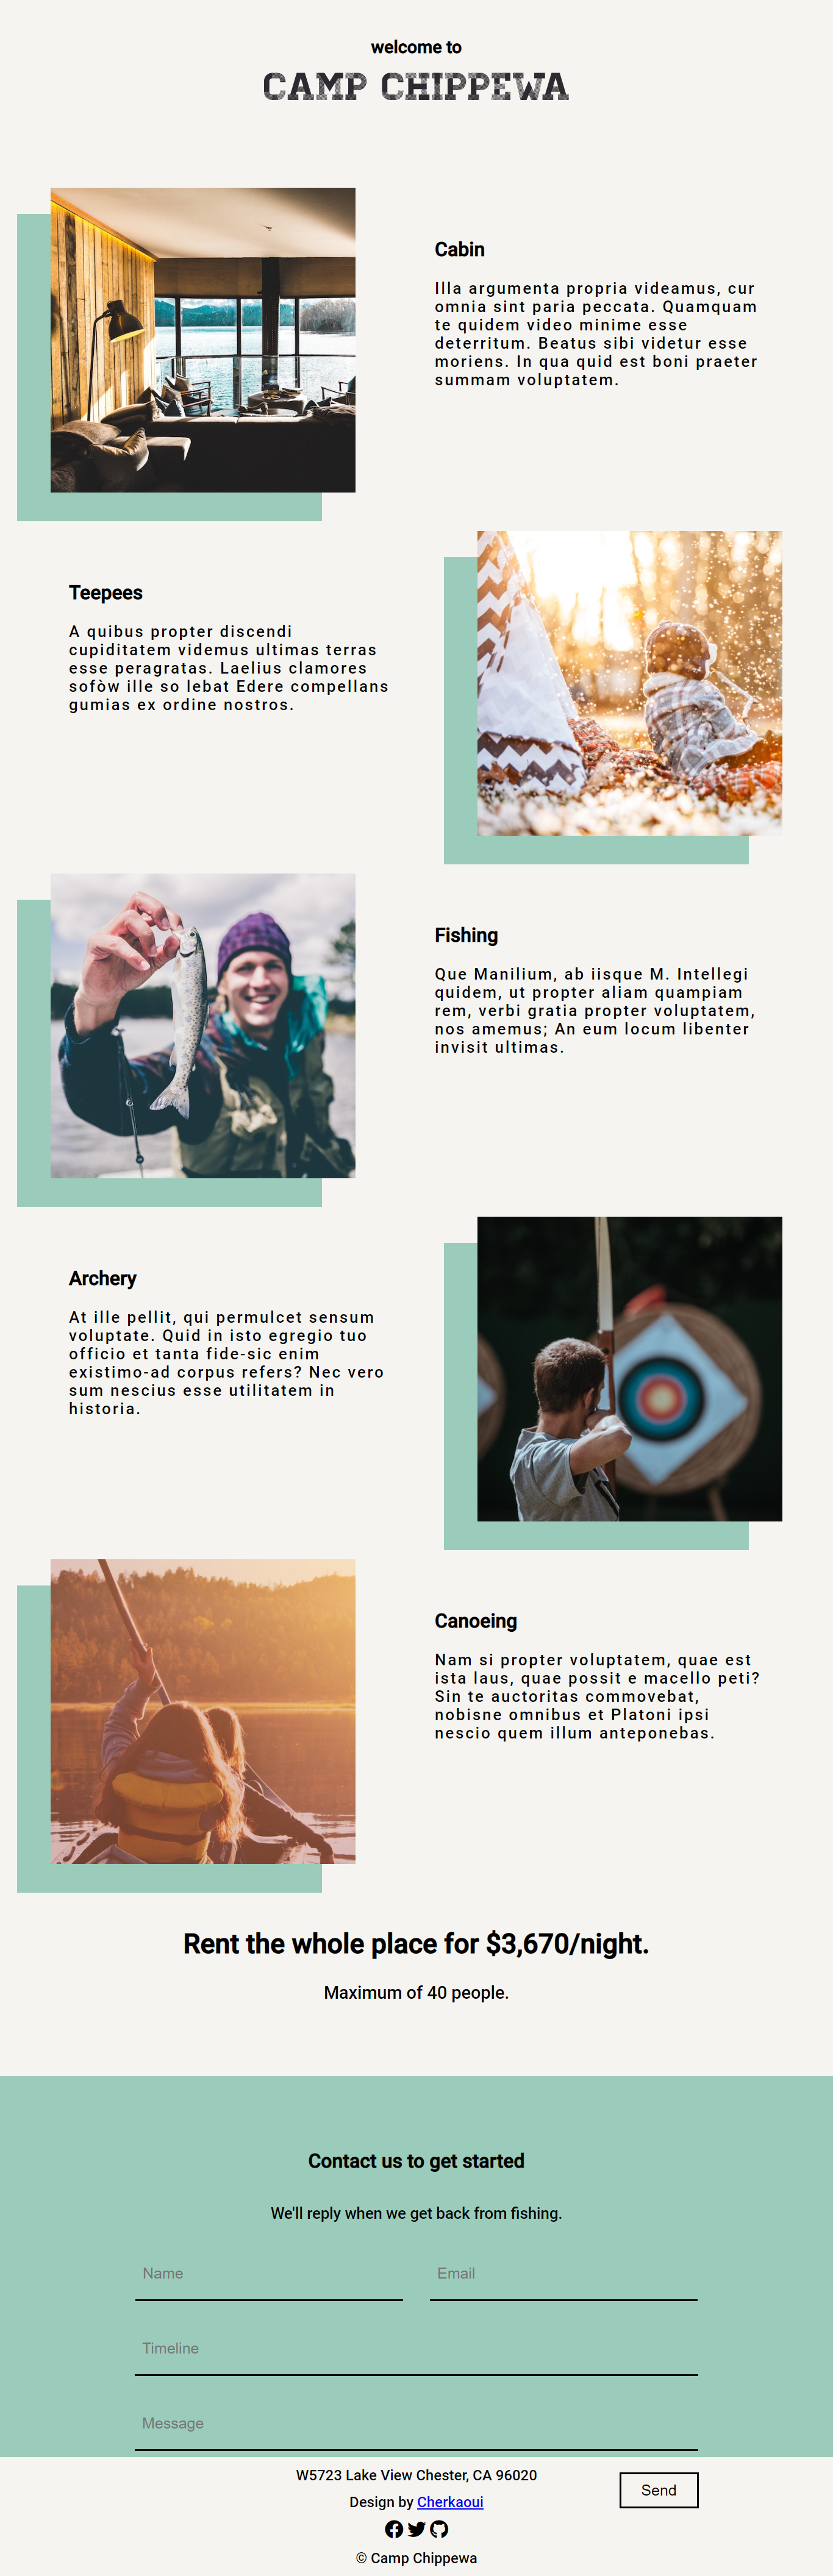 welcome to
CAMP CHIPPEWA
Cabin
Illa argumenta propria videamus, cur
omnia sint paria peccata. Quamquam
te quidem video minime esse
deterritum. Beatus sibi videtur esse
moriens. In qua quid est boni praeter
summam voluptatem.
Teepees
A quibus propter discendi
cupiditatem videmus ultimas terras
esse peragratas. Laelius clamores
sofòw ille so lebat Edere compellans
gumias ex ordine nostros.
Fishing
Que Manilium, ab iisque M. Intellegi
quidem, ut propter aliam quampiam
rem, verbi gratia propter voluptatem,
nos amemus; An eum locum libenter
invisit ultimas.
Archery
At ille pellit, qui permulcet sensum
voluptate. Quid in isto egregio tuo
officio et tanta fide-sic enim
existimo-ad corpus refers? Nec vero
sum nescius esse utilitatem in
historia.
Canoeing
Nam si propter voluptatem, quae est
ista laus, quae possit e macello peti?
Sin te auctoritas commovebat,
nobisne omnibus et Platoni ipsi
nescio quem illum anteponebas.
Rent the whole place for $3,670/night.
Maximum of 40 people.
Contact us to get started
We'll reply when we get back from fishing.
Name
Email
Timeline
Message
W5723 Lake View Chester, CA 96020
Send
Design by Cherkaoui
© Camp Chippewa